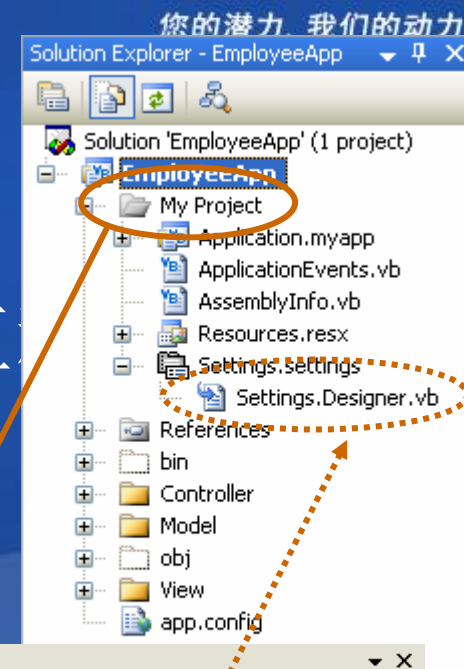 您的潜力，我们的动力
Solution Explorer - EmployeeApp
Solution 'EmployeeApp' (1 project)
EmployeeApp
My Project
Application.myapp
ApplicationEvents.vb
AssemblyInfo.vb
Resources.resx
Settings.settings
Settings.Designer.vb
References
bin
Controller
Model
obj
View
app.config